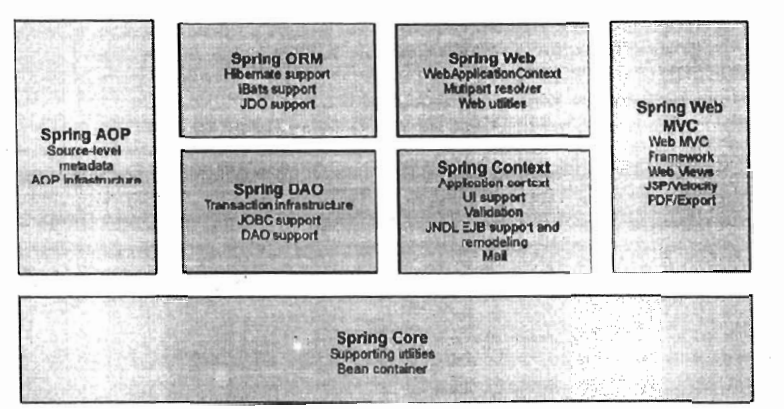 Spring AOP
Source-level
metadata
AOP infrastructure
Spring ORM
Hibernate support
iBats support
JDO support
Spring DAO
Transaction infrastructure
JOBC support
DAO support
Spring Web
WebApplicationContext
Multipart resolver
Web utilities
Spring Context
Application context
UI support
Validation
JNDL EJB support and
remodeling
Mail
Spring Web
MVC
Web MVC
Framework
Web Views
JSP/Velocity
PDF/Export
Spring Core
Supporting utlities
Bean container